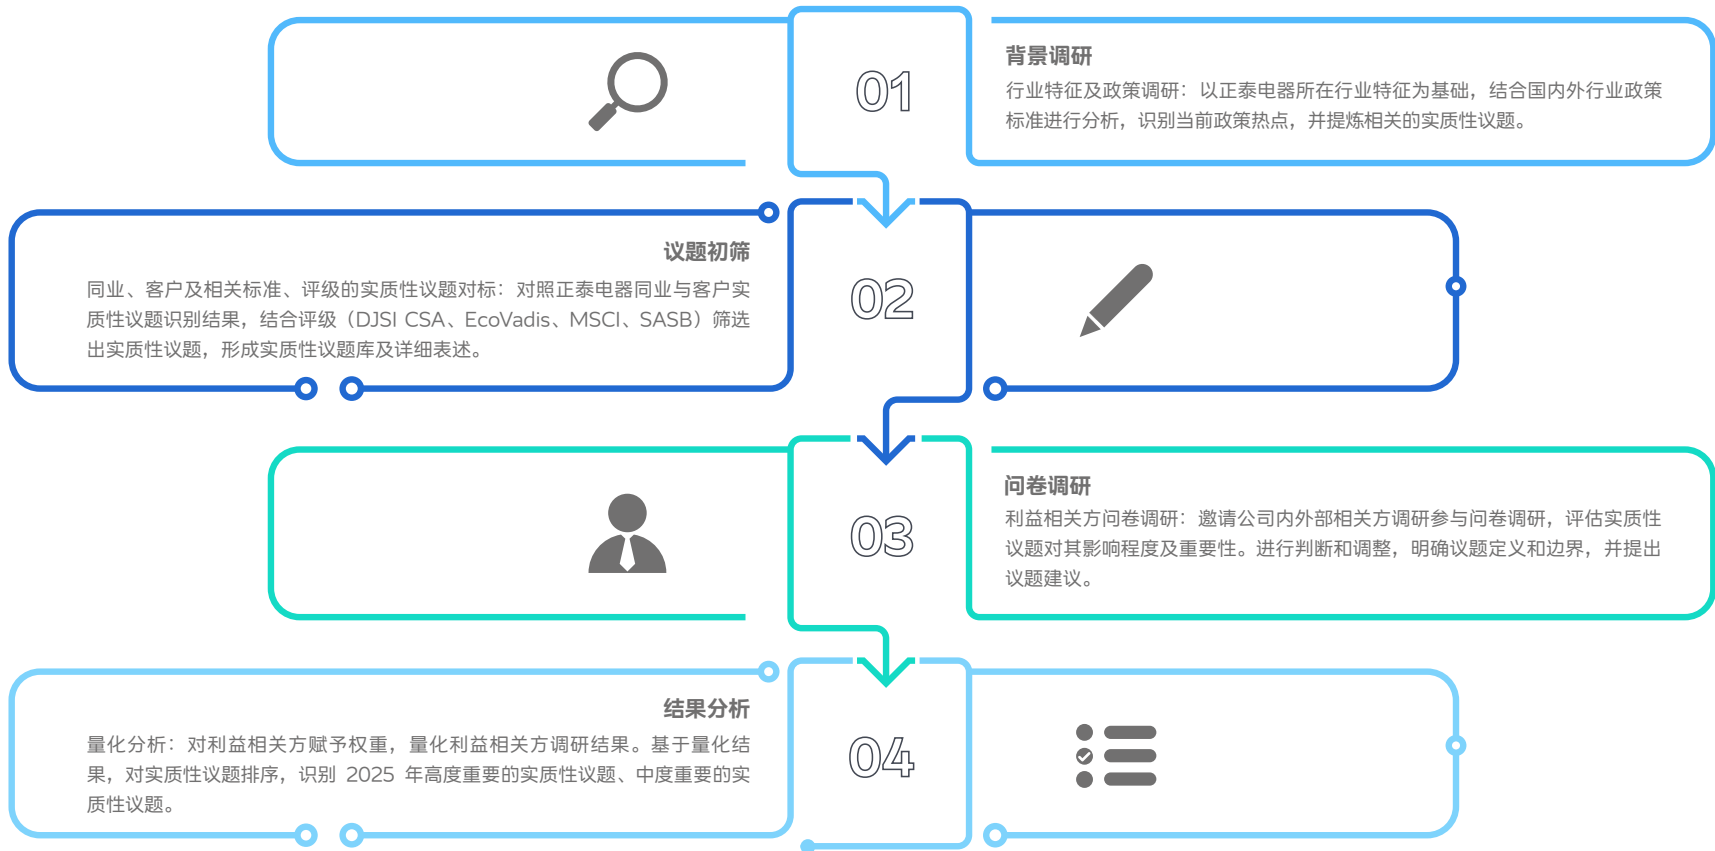 01
背景调研
行业特征及政策调研：以正泰电器所在行业特征为基础，结合国内外行业政策
标准进行分析，识别当前政策热点，并提炼相关的实质性议题。
议题初筛
同业、客户及相关标准、评级的实质性议题对标：对照正泰电器同业与客户实
质性议题识别结果，结合评级（DJSI CSA、EcoVadis、MSCI、SASB）筛选
出实质性议题，形成实质性议题库及详细表述。
02
03
问卷调研
利益相关方问卷调研：邀请公司内外部相关方调研参与问卷调研，评估实质性
议题对其影响程度及重要性。进行判断和调整，明确议题定义和边界，并提出
议题建议。
结果分析
量化分析：对利益相关方赋予权重，量化利益相关方调研结果。基于量化结
果，对实质性议题排序，识别 2025 年高度重要的实质性议题、中度重要的实
质性议题。
04